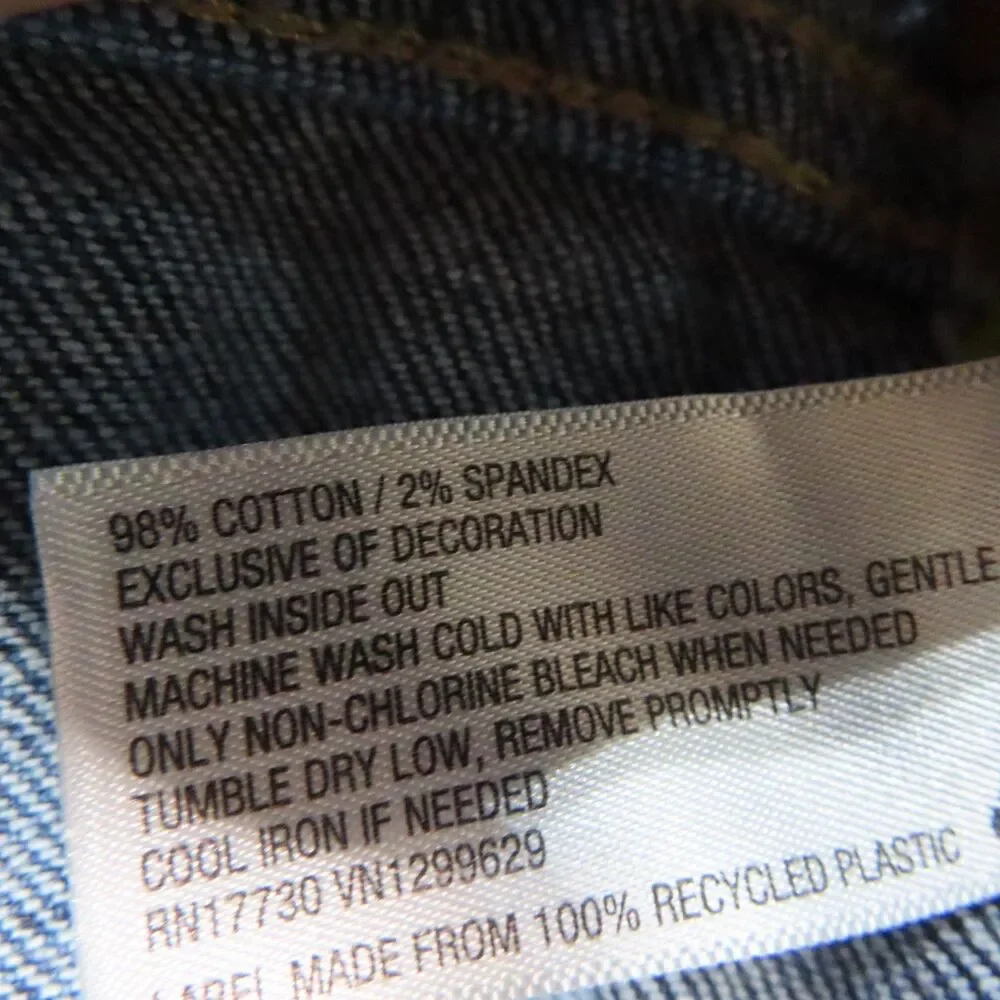 98% COTTON / 2% SPANDEX
EXCLUSIVE OF DECORATION
WASH INSIDE OUT
MACHINE WASH COLD WITH LIKE COLORS, GENTLE
ONLY NON-CHLORINE BLEACH WHEN NEEDED
TUMBLE DRY LOW, REMOVE PROMPTLY
COOL IRON IF NEEDED
RN17730 VN1299629
LABEL MADE FROM 100% RECYCLED PLASTIC